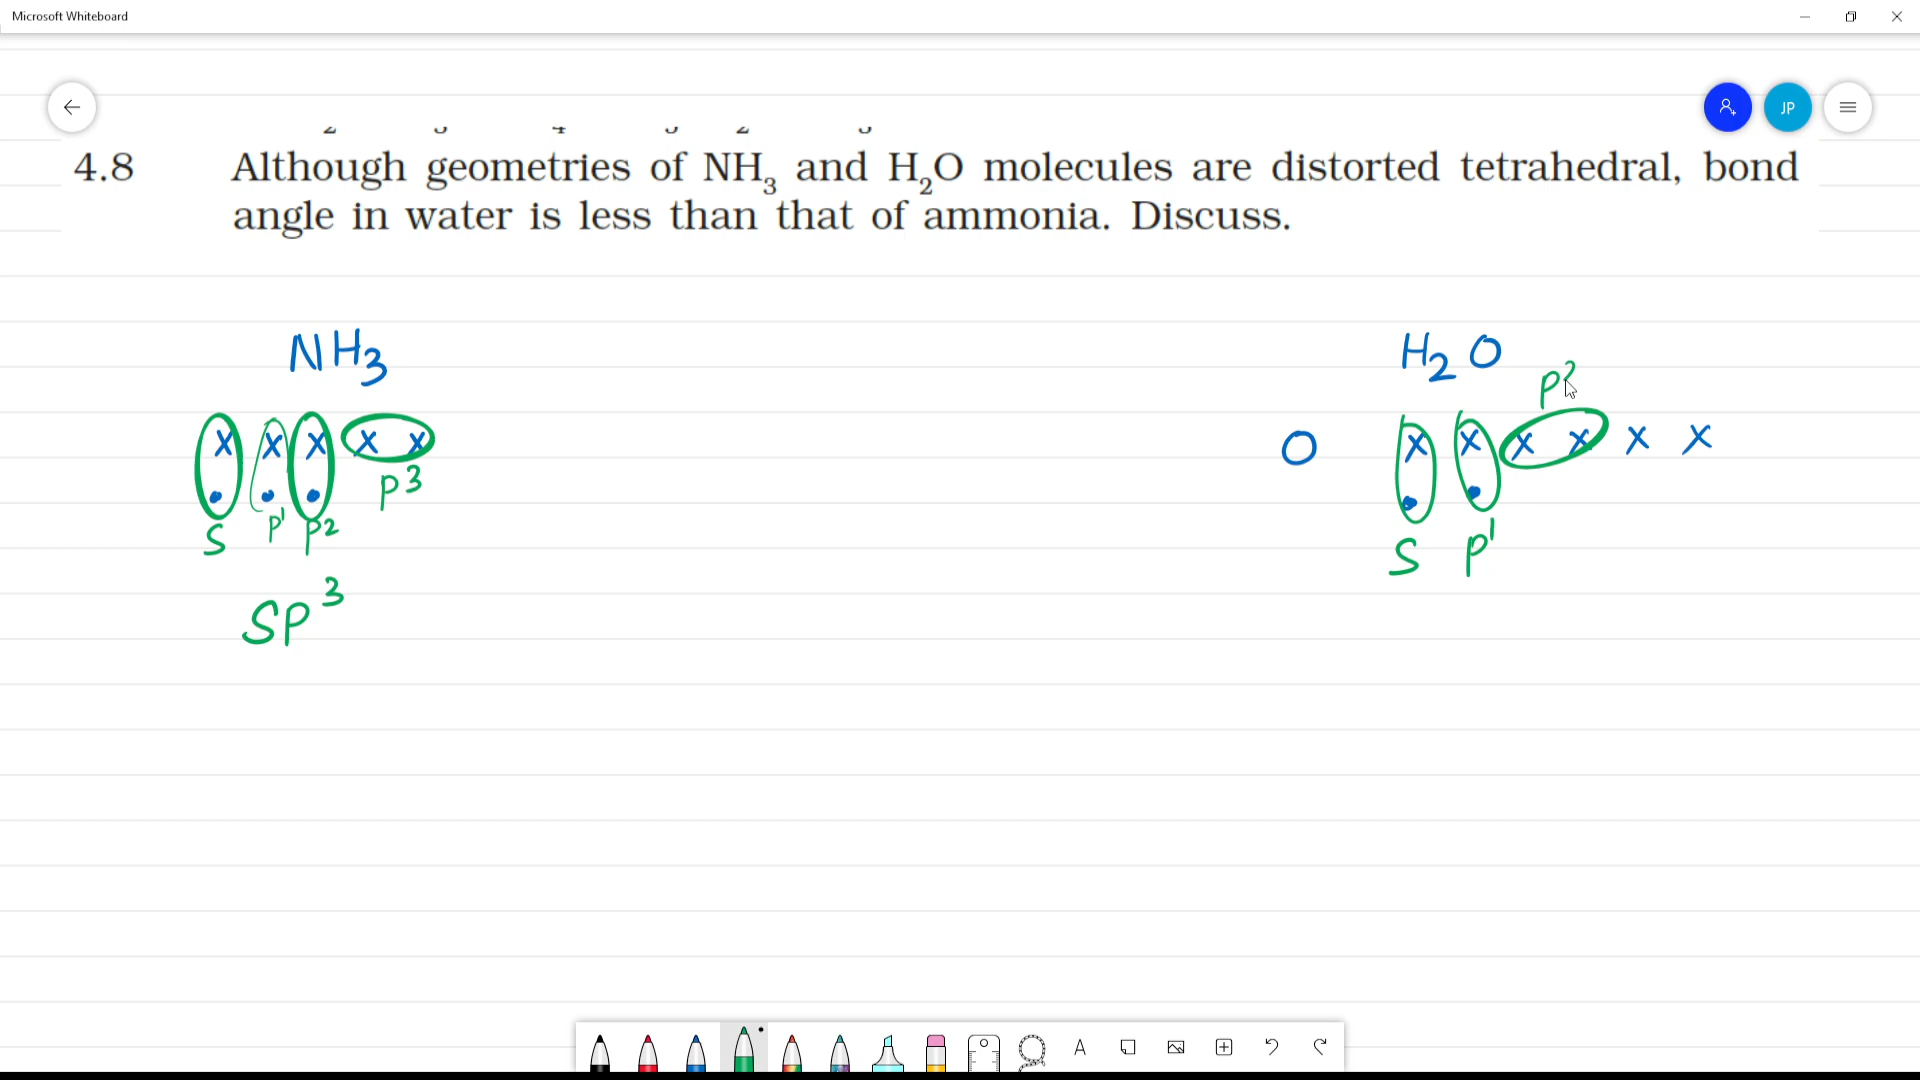 Microsoft Whiteboard
JP
4.8 Although geometries of NH3 and H2O molecules are distorted tetrahedral, bond
angle in water is less than that of ammonia. Discuss.
NH3
x x x x x
S p1 p2 p3
SP3
H2O
p2
O x x x x x x
S p1
A